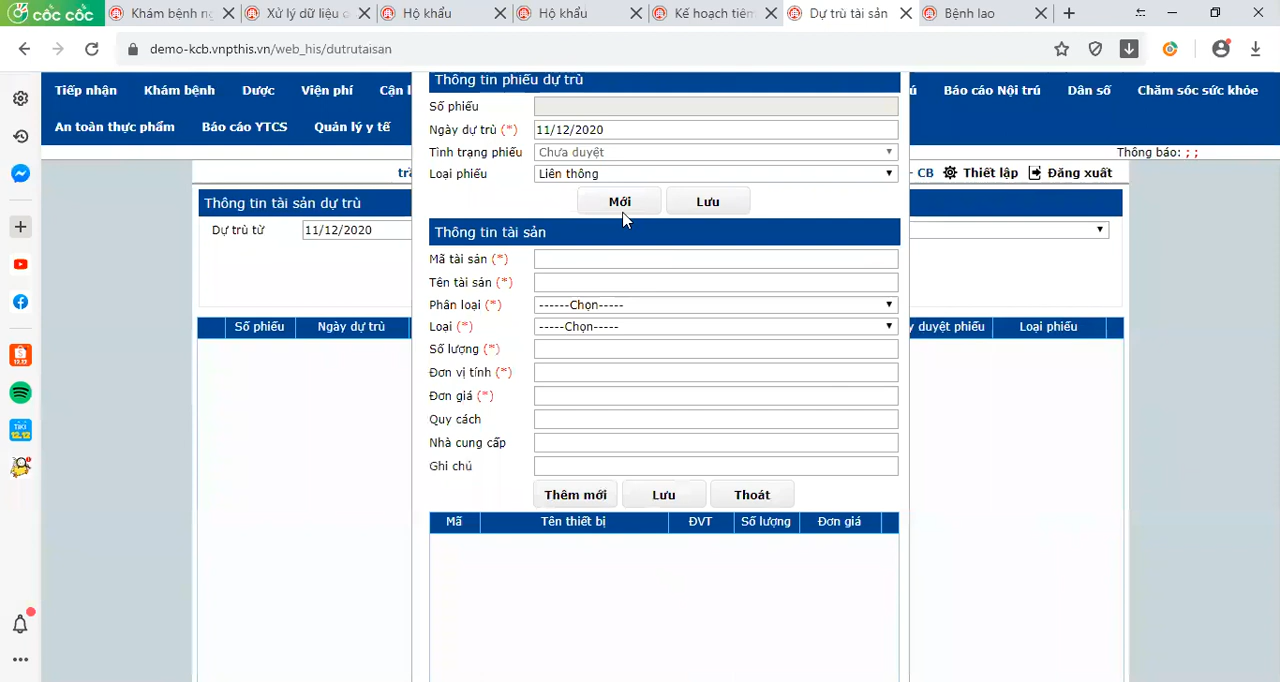 cốc cốc
Khám bệnh ng
Xử lý dữ liệu
Hộ khẩu
Hộ khẩu
Kế hoạch tiêm
Dự trù tài sản
Bệnh lao
demo-kcb.vnpthis.vn/web_his/dutrutaisan
Tiếp nhận Khám bệnh Dược Viện phí Cận l
ú Báo cáo Nội trú Dân số Chăm sóc sức khỏe
An toàn thực phẩm Báo cáo YTCS Quản lý y tế
Thông báo: ; ;
- CB Thiết lập Đăng xuất
Thông tin tài sản dự trù
Dự trù từ 11/12/2020
Số phiếu Ngày dự trù
duyệt phiếu Loại phiếu
Thông tin phiếu dự trù
Số phiếu
Ngày dự trù (*) 11/12/2020
Tình trạng phiếu Chưa duyệt
Loại phiếu Liên thông
Mới Lưu
Thông tin tài sản
Mã tài sản (*)
Tên tài sản (*)
Phân loại (*) ------Chọn-----
Loại (*) -----Chọn-----
Số lượng (*)
Đơn vị tính (*)
Đơn giá (*)
Quy cách
Nhà cung cấp
Ghi chú
Thêm mới Lưu Thoát
Mã Tên thiết bị ĐVT Số lượng Đơn giá